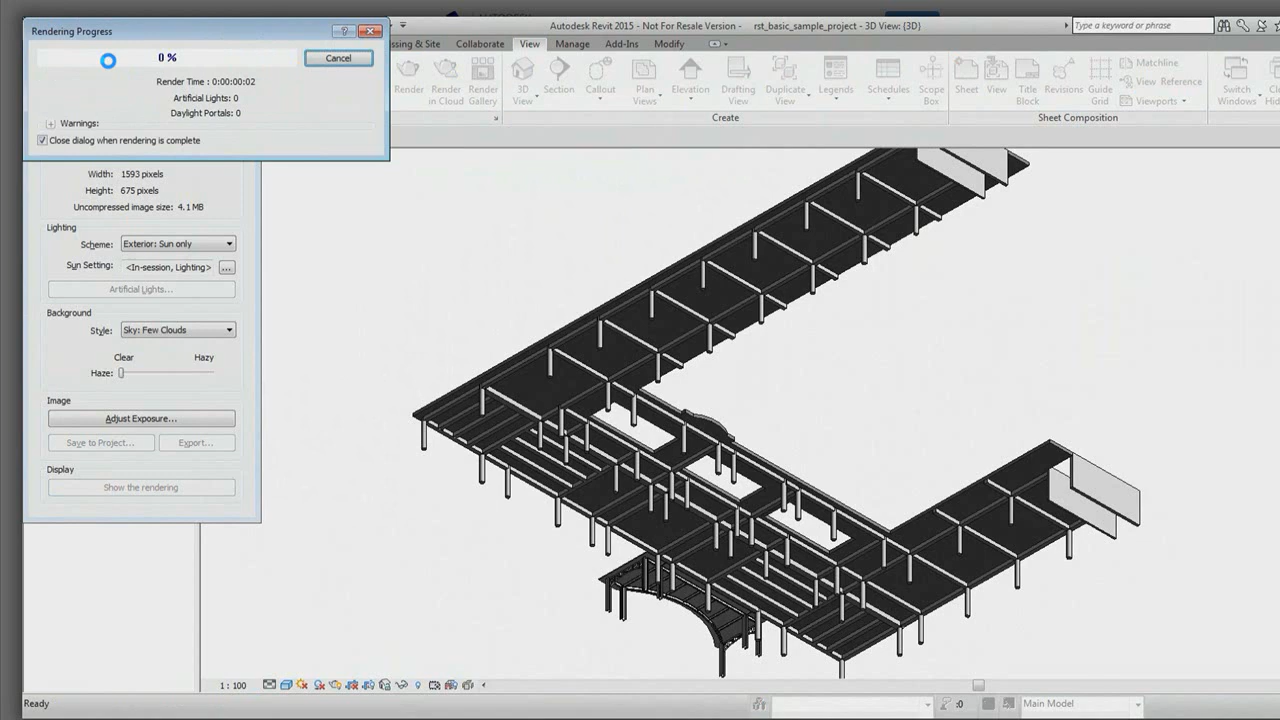 Rendering Progress
0 %
Cancel
Render Time : 0:00:00:02
Artificial Lights: 0
Daylight Portals: 0
Warnings:
Close dialog when rendering is complete
Autodesk Revit 2015 - Not For Resale Version -    rst_basic_sample_project - 3D View: {3D}
Type a keyword or phrase
ssing & Site
Collaborate
View
Manage
Add-Ins
Modify
Render
Render in Cloud
Render Gallery
3D View
Section
Callout
Plan Views
Elevation
Drafting View
Duplicate View
Legends
Schedules
Scope Box
Sheet
View
Title Block
Revisions
Guide Grid
Matchline
View Reference
Viewports
Switch Windows
Create
Sheet Composition
Width: 1593 pixels
Height: 675 pixels
Uncompressed image size: 4.1 MB
Lighting
Scheme: Exterior: Sun only
Sun Setting: <In-session, Lighting> ...
Artificial Lights...
Background
Style: Sky: Few Clouds
Clear Hazy
Haze:
Image
Adjust Exposure...
Save to Project... Export...
Display
Show the rendering
1 : 100
Ready
:0
Main Model